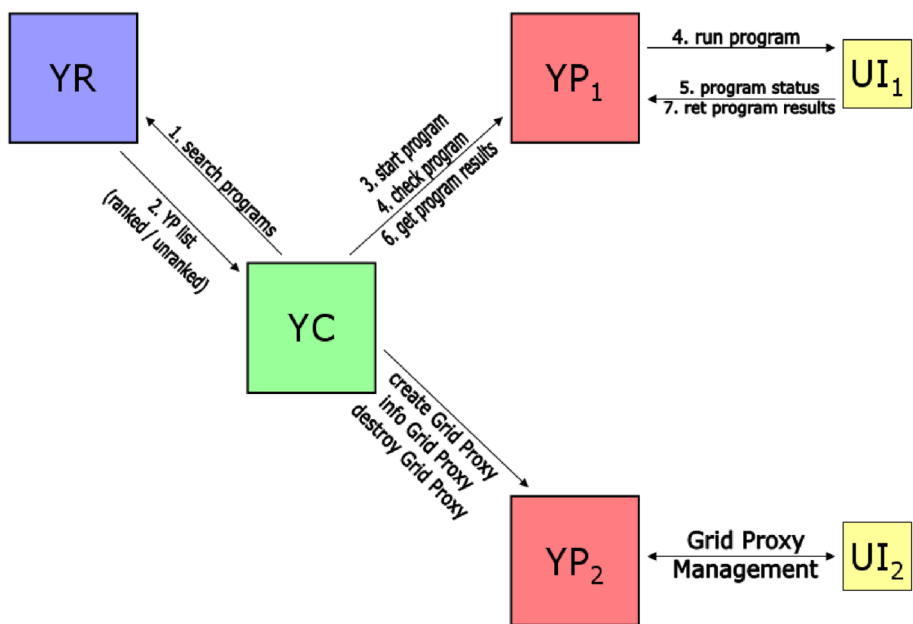 YR
YP₁
4. run program
UI₁
5. program status
7. ret program results
1. search programs
2. YP list
(ranked / unranked)
3. start program
4. check program
6. get program results
YC
create Grid Proxy
info Grid Proxy
destroy Grid Proxy
YP₂
Grid Proxy
Management
UI₂